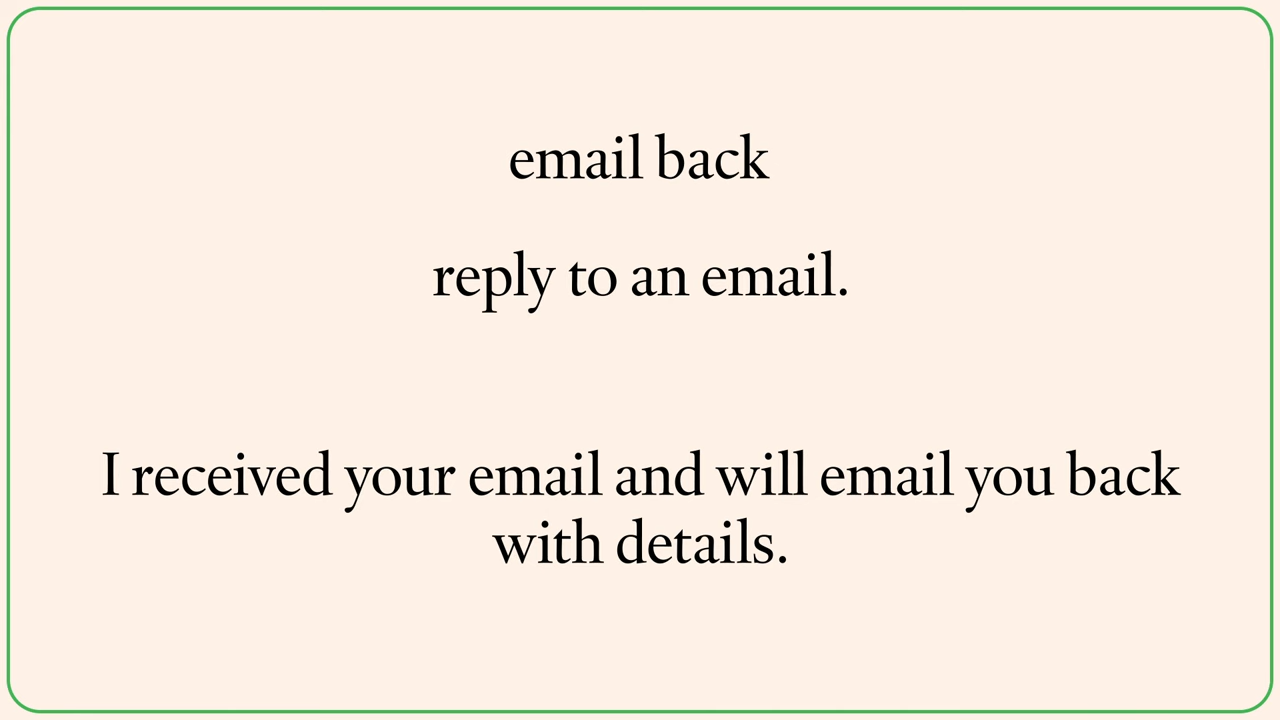 email back
reply to an email.
I received your email and will email you back
with details.